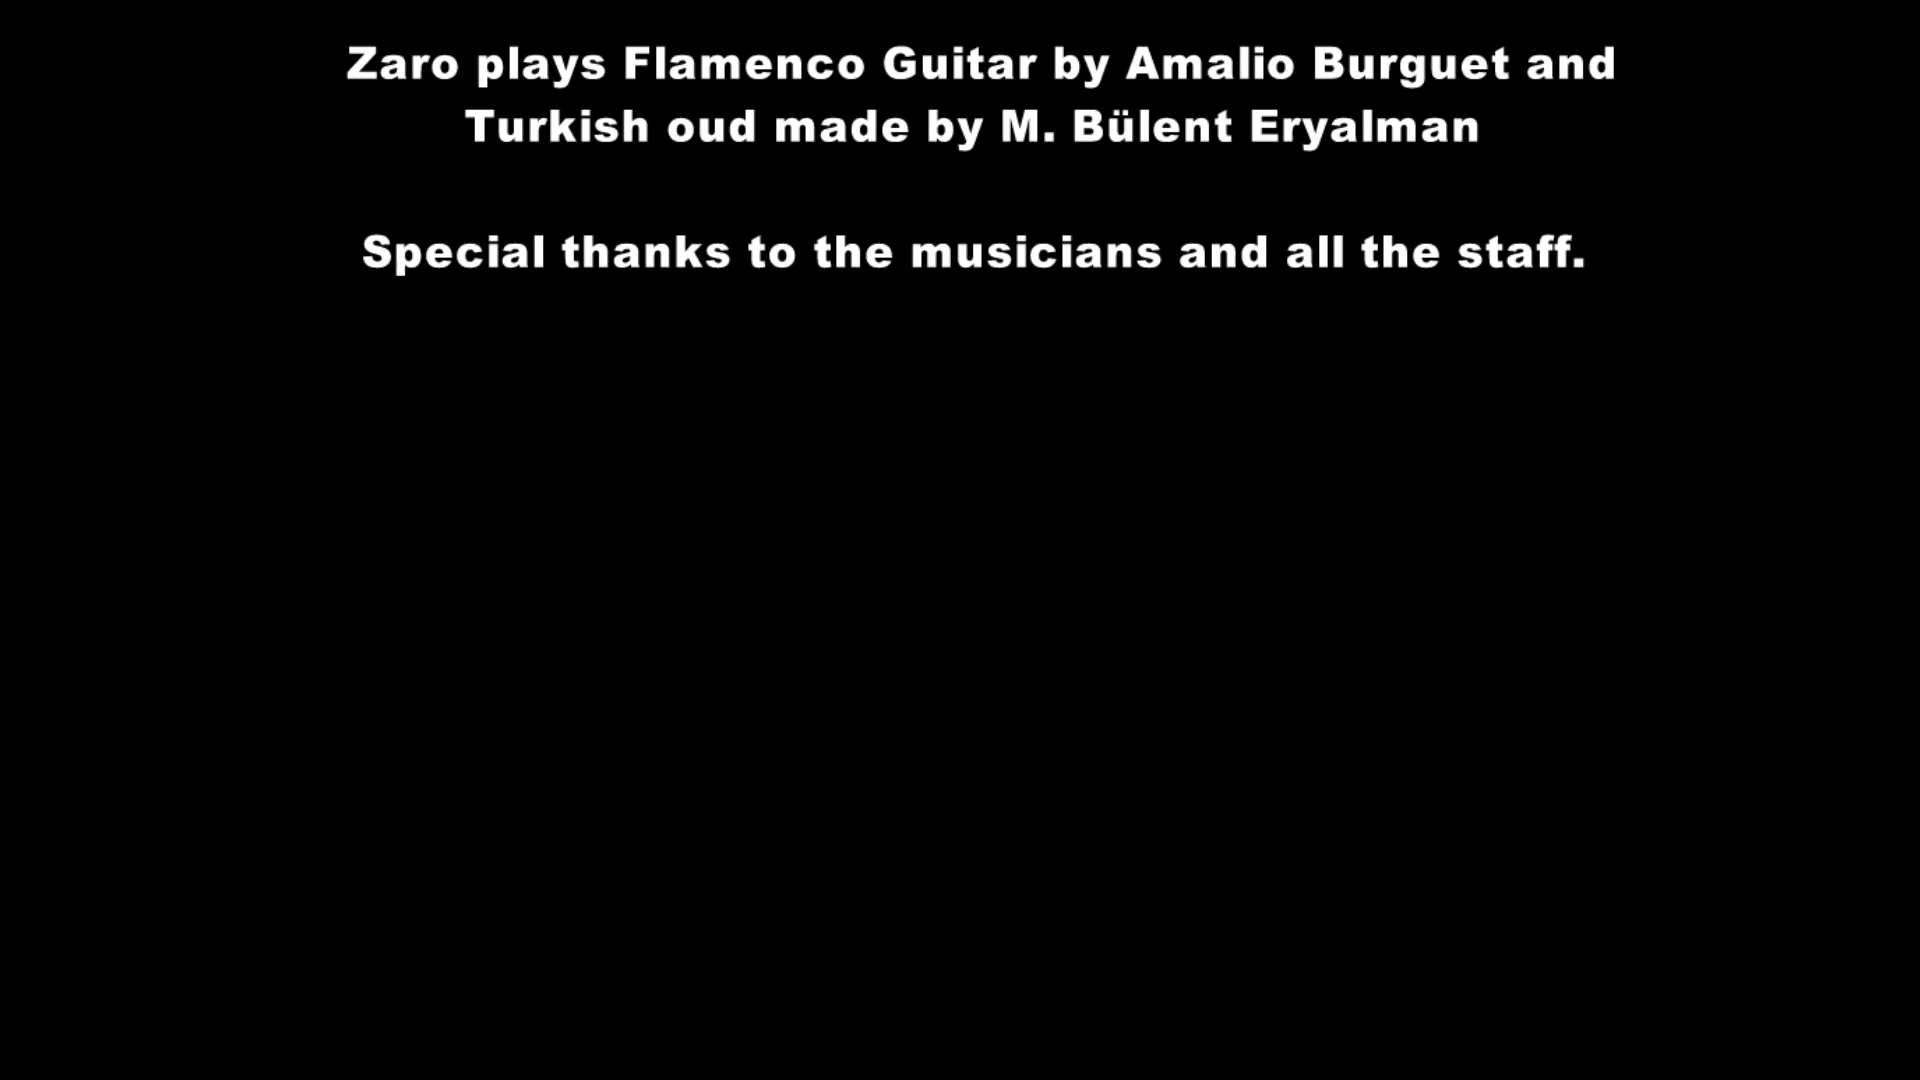 Zaro plays Flamenco Guitar by Amalio Burguet and
Turkish oud made by M. Bülent Eryalman
Special thanks to the musicians and all the staff.